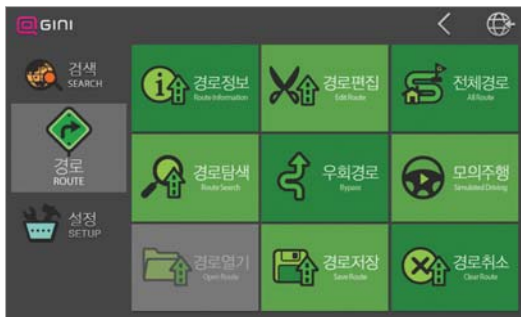 GINI
검색
SEARCH
경로
ROUTE
설정
SETUP
경로정보
Route Information
경로편집
Edit Route
전체경로
All Route
경로탐색
Route Search
우회경로
Bypass
모의주행
Simulated Driving
경로열기
Open Route
경로저장
Save Route
경로취소
Clear Route